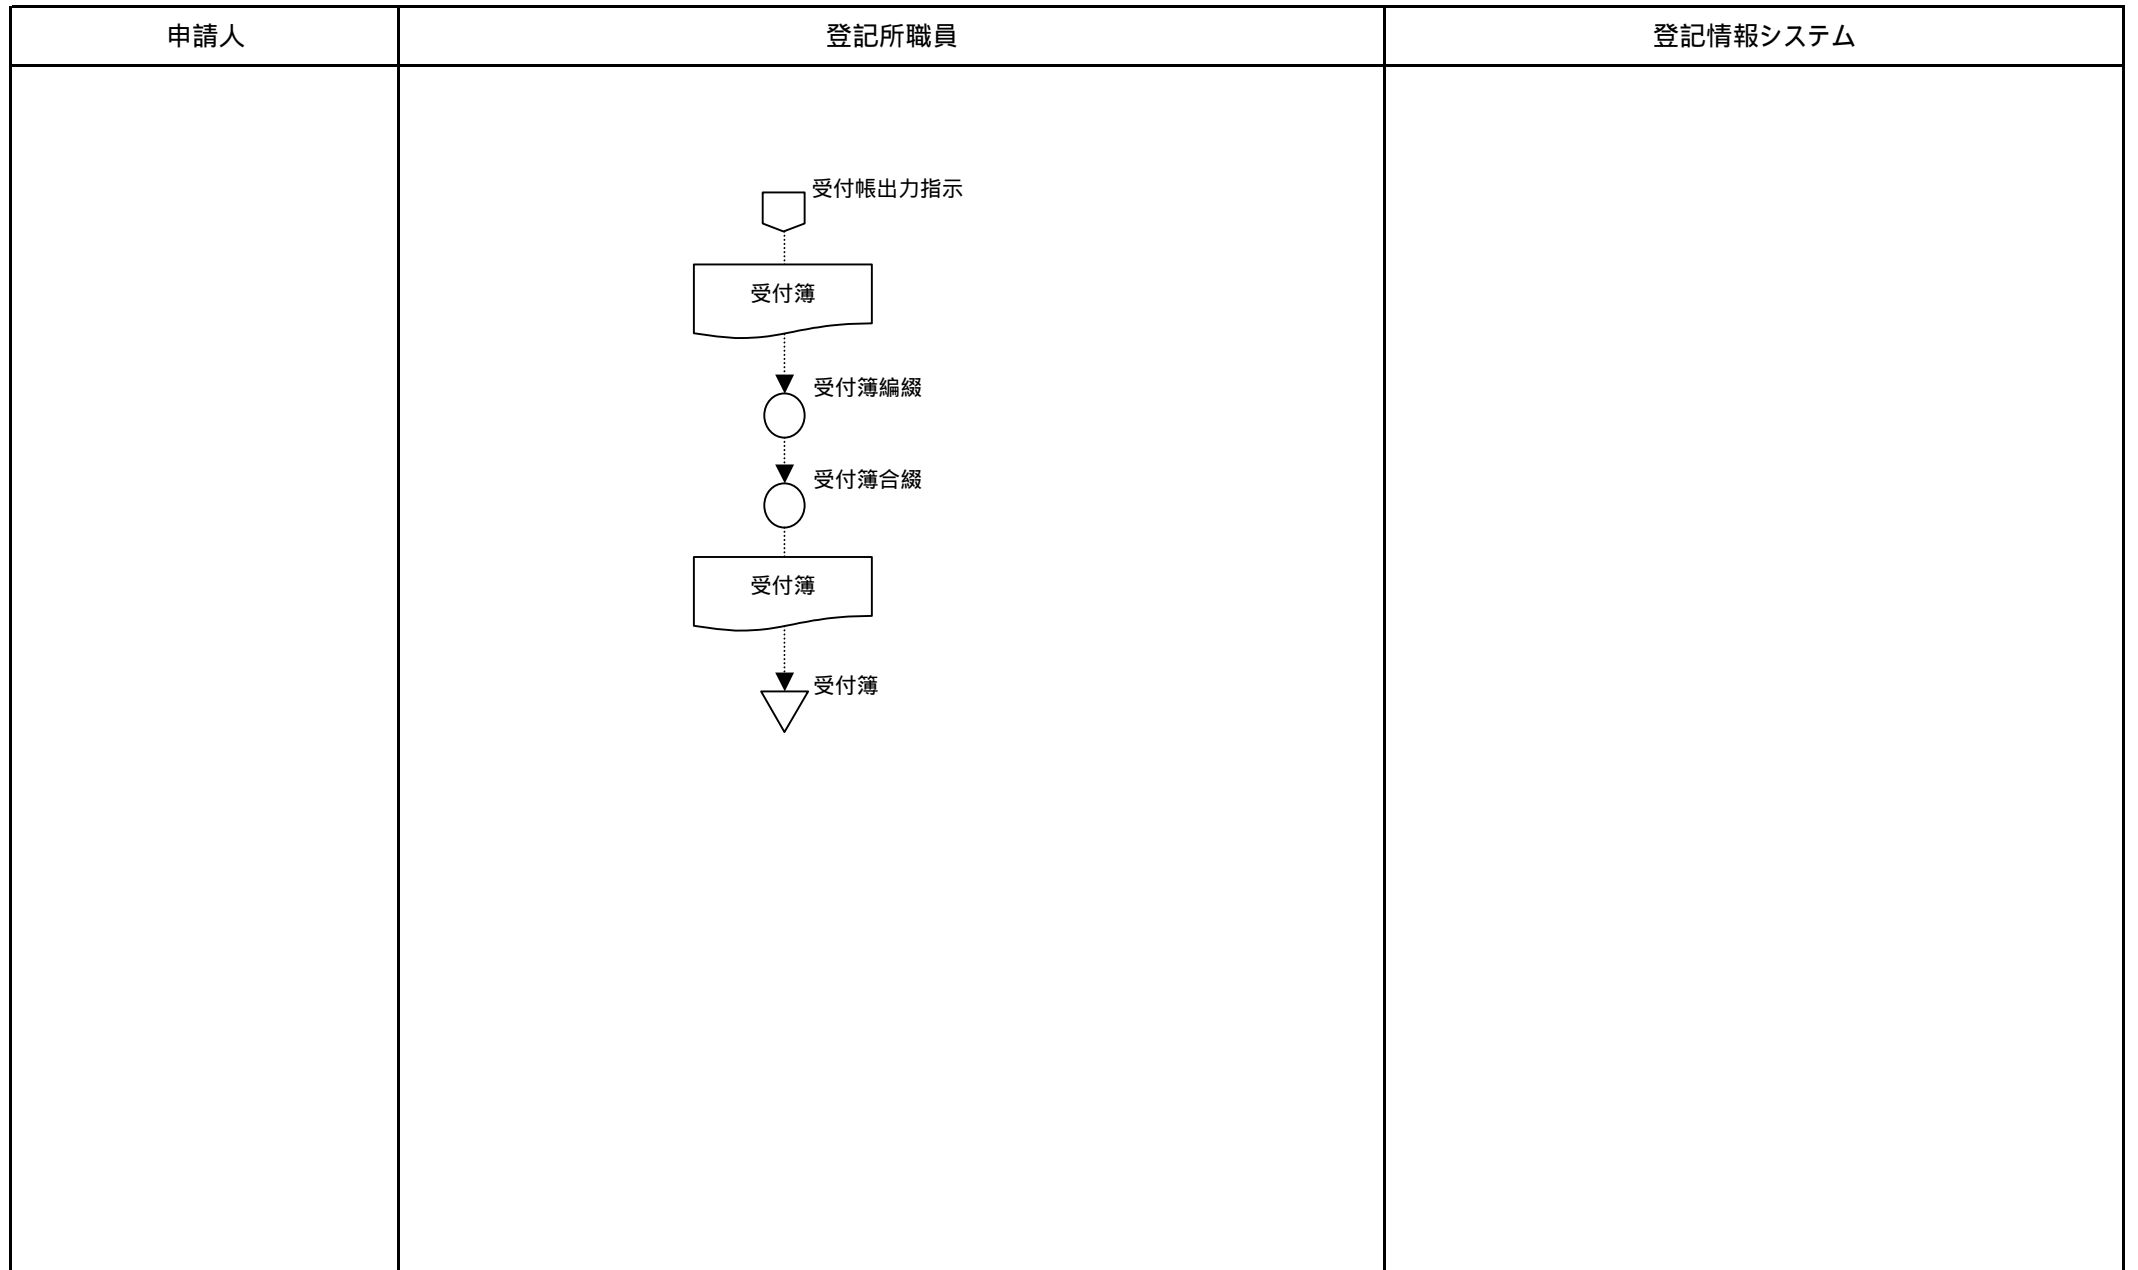 申請人
登記所職員
登記情報システム
受付帳出力指示
受付簿
受付簿編綴
受付簿合綴
受付簿
受付簿